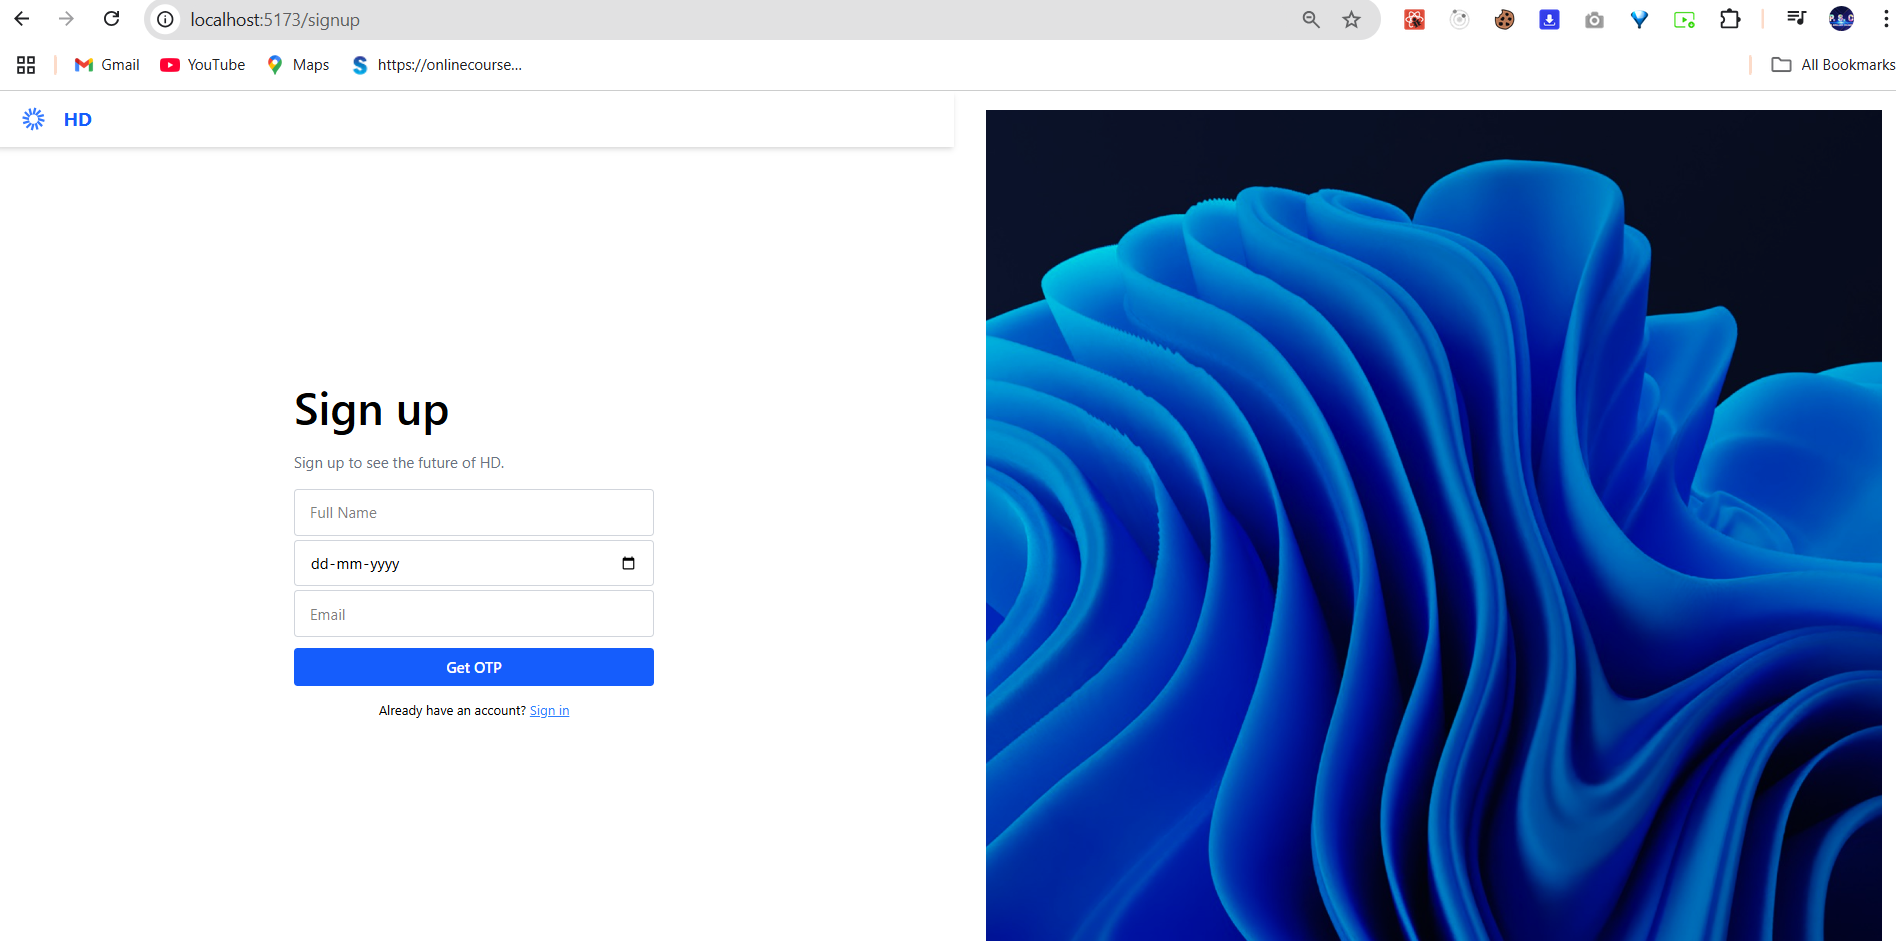 localhost:5173/signup
Gmail
YouTube
Maps
https://onlinecourse...
All Bookmarks
HD
Sign up
Sign up to see the future of HD.
Full Name
dd-mm-yyyy
Email
Get OTP
Already have an account? Sign in